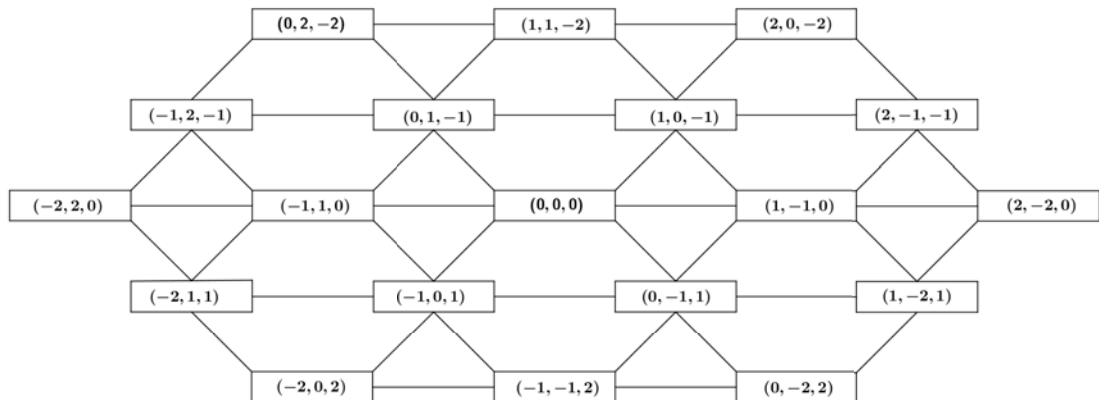 (0, 2, −2) (1, 1, −2) (2, 0, −2)
(−1, 2, −1) (0, 1, −1) (1, 0, −1) (2, −1, −1)
(−2, 2, 0) (−1, 1, 0) (0, 0, 0) (1, −1, 0) (2, −2, 0)
(−2, 1, 1) (−1, 0, 1) (0, −1, 1) (1, −2, 1)
(−2, 0, 2) (−1, −1, 2) (0, −2, 2)